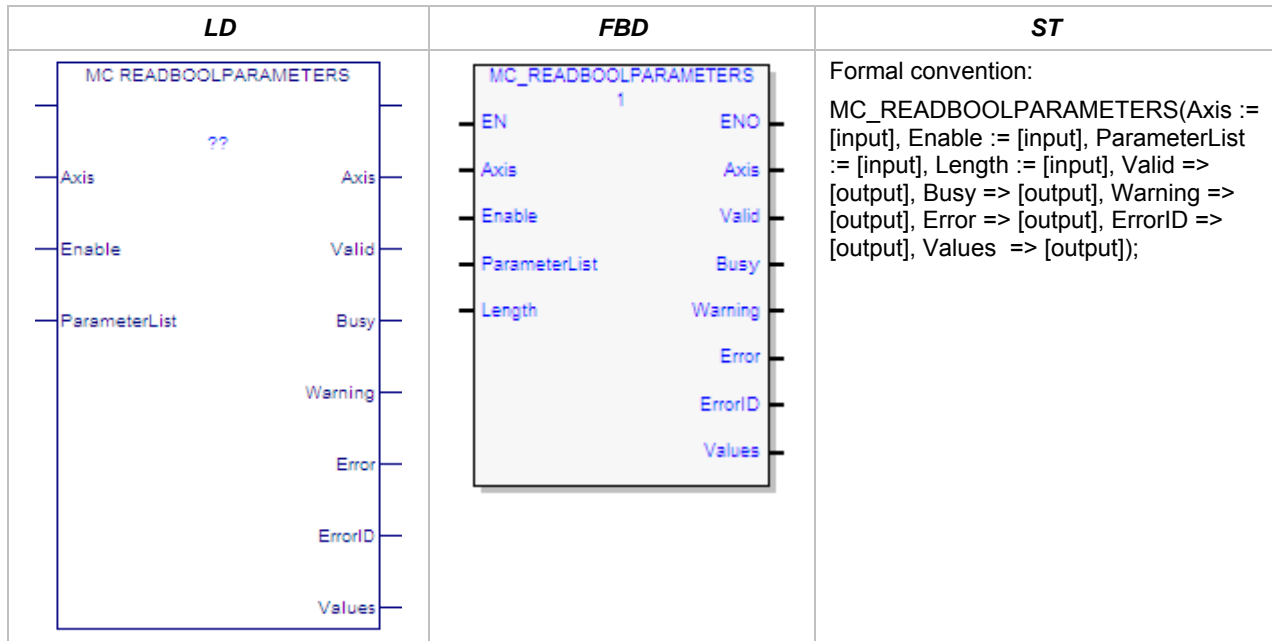 LD
FBD
ST
MC READBOOLPARAMETERS
??
Axis Axis
Enable Valid
ParameterList Busy
Warning
Error
ErrorID
Values
MC_READBOOLPARAMETERS
1
EN ENO
Axis Axis
Enable Valid
ParameterList Busy
Length Warning
Error
ErrorID
Values
Formal convention:
MC_READBOOLPARAMETERS(Axis :=
[input], Enable := [input], ParameterList
:= [input], Length := [input], Valid =>
[output], Busy => [output], Warning =>
[output], Error => [output], ErrorID =>
[output], Values => [output]);